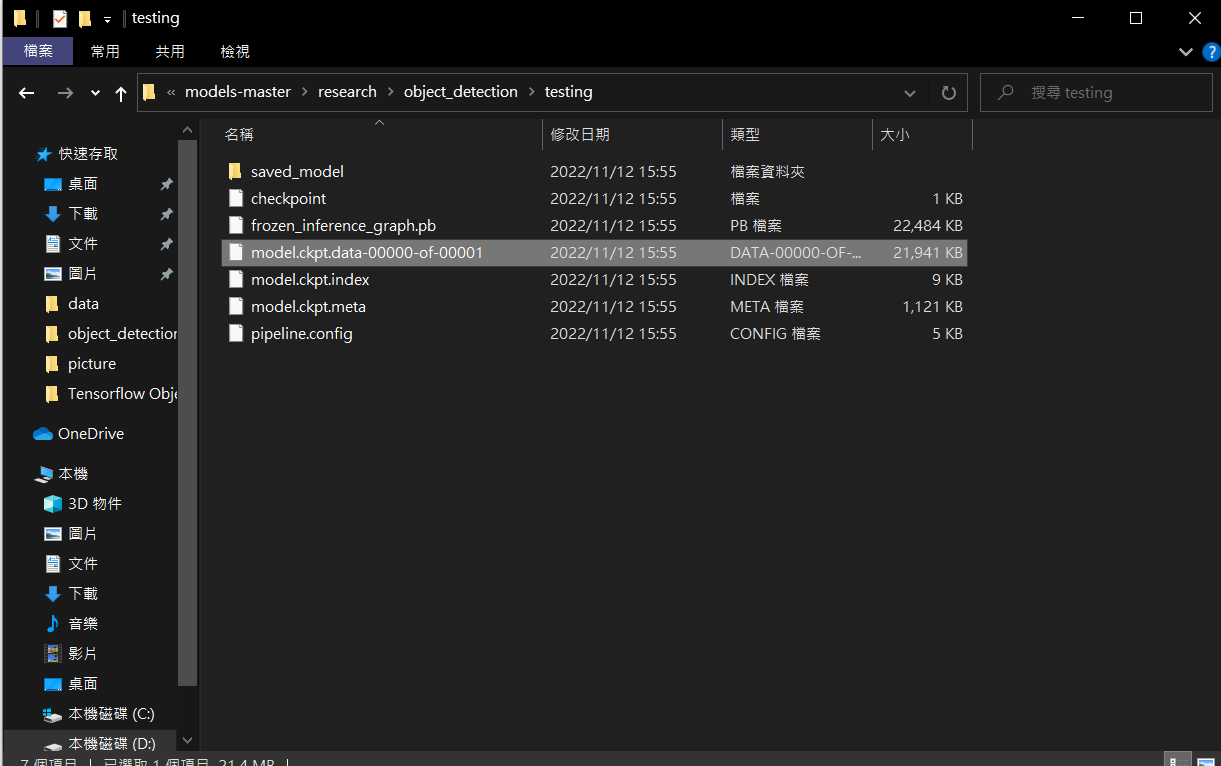 testing
檔案 常用 共用 檢視
« models-master > research > object_detection > testing
搜尋 testing
名稱 修改日期 類型 大小
saved_model 2022/11/12 15:55 檔案資料夾
checkpoint 2022/11/12 15:55 檔案 1 KB
frozen_inference_graph.pb 2022/11/12 15:55 PB 檔案 22,484 KB
model.ckpt.data-00000-of-00001 2022/11/12 15:55 DATA-00000-OF-... 21,941 KB
model.ckpt.index 2022/11/12 15:55 INDEX 檔案 9 KB
model.ckpt.meta 2022/11/12 15:55 META 檔案 1,121 KB
pipeline.config 2022/11/12 15:55 CONFIG 檔案 5 KB
快速存取
桌面
下載
文件
圖片
data
object_detection
picture
Tensorflow Obje
OneDrive
本機
3D 物件
圖片
文件
下載
音樂
影片
桌面
本機磁碟 (C:)
本機磁碟 (D:)
7 個項目 已選取 1 個項目 21.4 MB